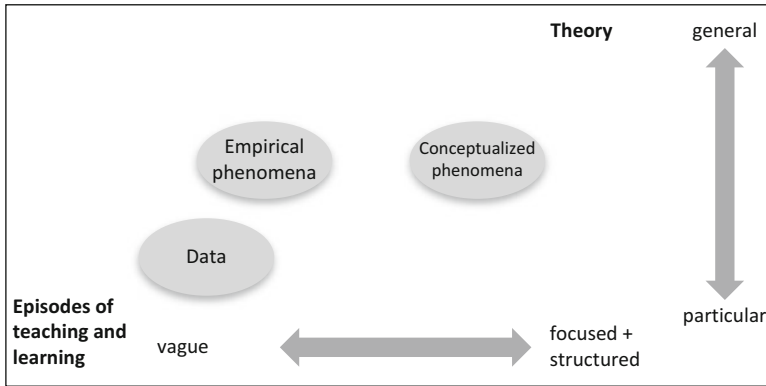 Theory
general
Empirical
phenomena
Conceptualized
phenomena
Data
Episodes of
teaching and
learning
vague
focused +
structured
particular